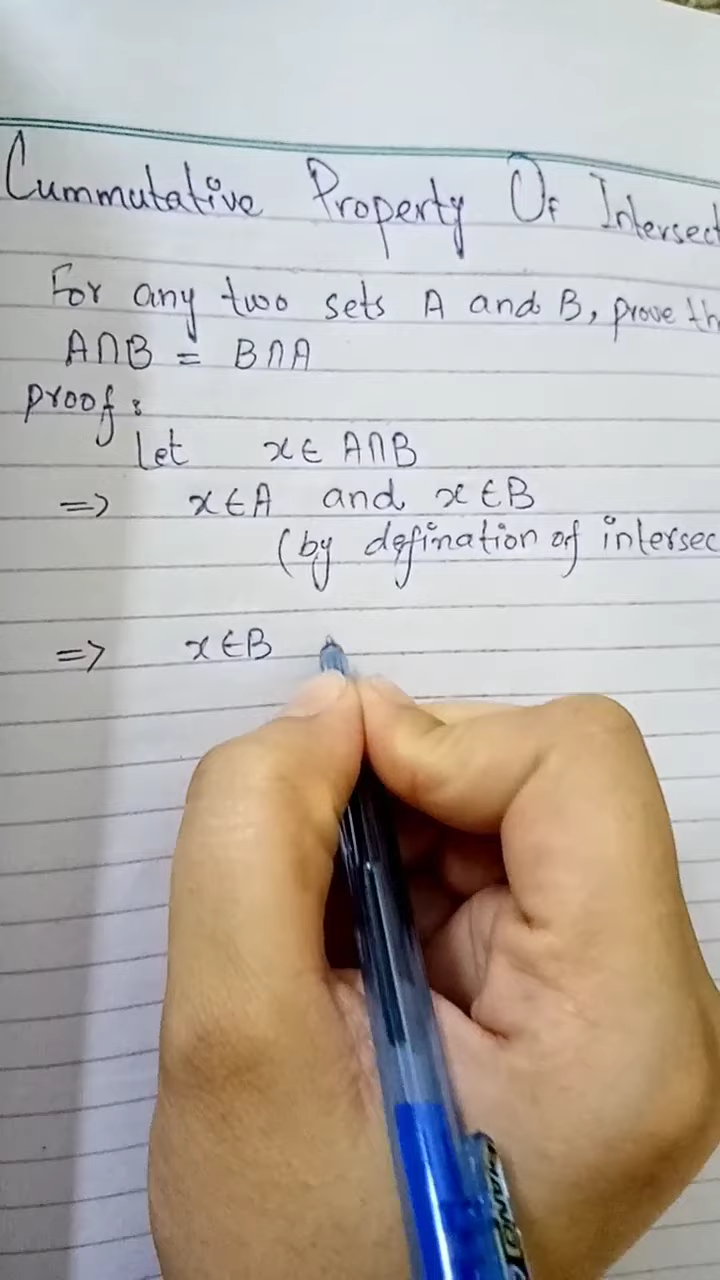 Cummutative Property Of Intersect
For any two sets A and B, prove th
A∩B = B∩A
proof:
Let x∈ A∩B
=> x∈A and x∈B
(by defination of intersec
=> x∈B